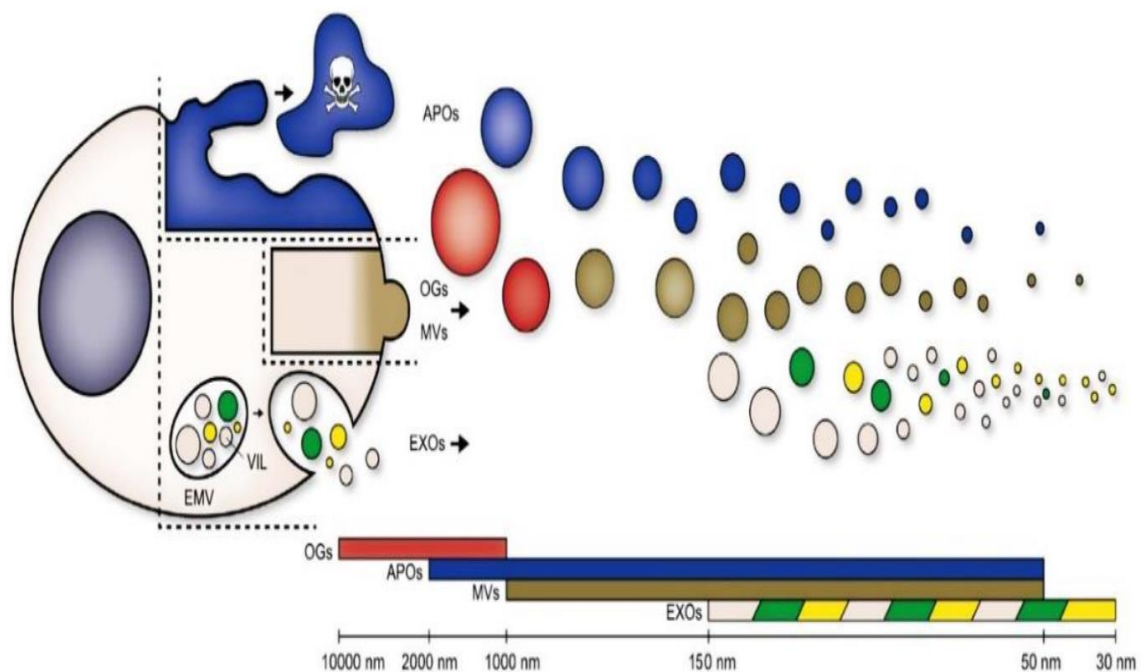 APOs
OGs
MVs
EXOs
VIL
EMV
OGs
APOs
MVs
EXOs
10000 nm 2000 nm 1000 nm 150 nm 50 nm 30 nm